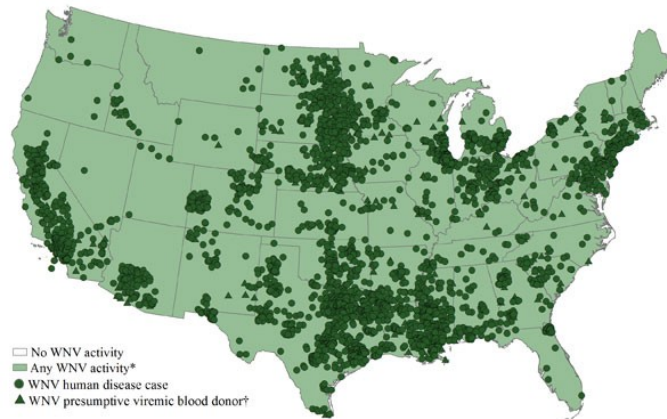 No WNV activity
Any WNV activity*
WNV human disease case
WNV presumptive viremic blood donor†